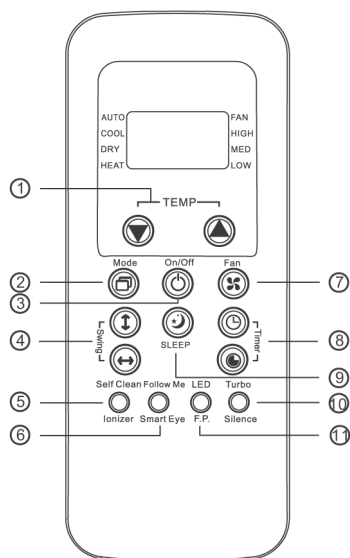 AUTO FAN
COOL HIGH
DRY MED
HEAT LOW
① TEMP
Mode On/Off Fan
② ⑦
③
④ Swing SLEEP Timer ⑧
⑨
Self Clean Follow Me LED Turbo
⑤ ⑩
Ionizer Smart Eye F.P. Silence
⑥ ⑪